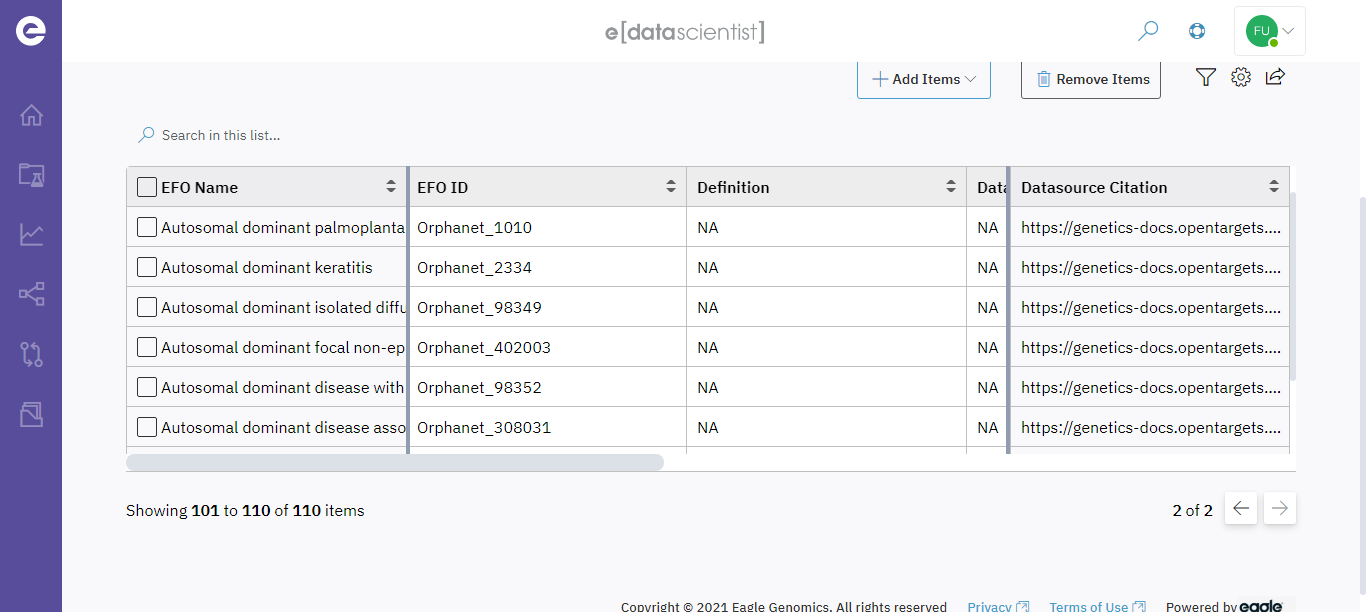 e
e[datascientist]
FU
Add Items
Remove Items
Search in this list...
EFO Name EFO ID Definition Data Datasource Citation
Autosomal dominant palmoplanta Orphanet_1010 NA NA https://genetics-docs.opentargets....
Autosomal dominant keratitis Orphanet_2334 NA NA https://genetics-docs.opentargets....
Autosomal dominant isolated diffu Orphanet_98349 NA NA https://genetics-docs.opentargets....
Autosomal dominant focal non-ep Orphanet_402003 NA NA https://genetics-docs.opentargets....
Autosomal dominant disease with Orphanet_98352 NA NA https://genetics-docs.opentargets....
Autosomal dominant disease asso Orphanet_308031 NA NA https://genetics-docs.opentargets....
Showing 101 to 110 of 110 items 2 of 2
Copyright © 2021 Eagle Genomics. All rights reserved Privacy Terms of Use Powered by eagle